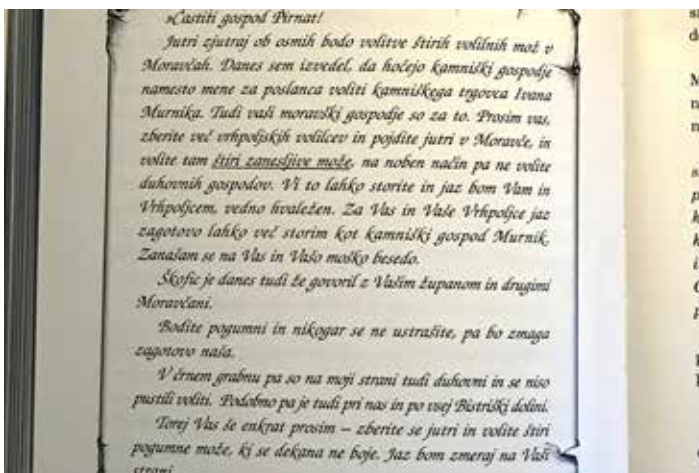 »Častiti gospod Pirnat!
Jutri zjutraj ob osmih bodo volitve štirih volilnih mož v
Moravčah. Danes sem izvedel, da hočejo kamniški gospodje
namesto mene za poslanca voliti kamniškega trgovca Ivana
Murnika. Tudi vaši moravški gospodje so za to. Prosim vas,
zberite več vrhpoljskih volilcev in pojdite jutri v Moravče, in
volite tam štiri zanesljive može, na noben način pa ne volite
duhovnih gospodov. Vi to lahko storite in jaz bom Vam in
Vrhpoljcem, vedno hvaležen. Za Vas in Vaše Vrhpoljce jaz
zagotovo lahko več storim kot kamniški gospod Murnik.
Zanašam se na Vas in Vašo moško besedo.
Škofic je danes tudi že govoril z Vašim županom in drugimi
Moravčani.
Bodite pogumni in nikogar se ne ustrašite, pa bo zmaga
zagotovo naša.
V črnem grabnu pa so na moji strani tudi duhovni in se niso
pustili voliti. Podobno pa je tudi pri nas in po vsej Bistriški dolini.
Torej Vas še enkrat prosim – zberite se jutri in volite štiri
pogumne može, ki se dekana ne boje. Jaz bom zmeraj na Vaši
strani